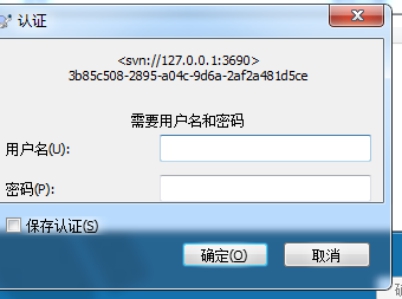 认证
<svn://127.0.0.1:3690>
3b85c508-2895-a04c-9d6a-2af2a481d5ce
需要用户名和密码
用户名(U):
密码(P):
保存认证(S)
确定(O) 取消